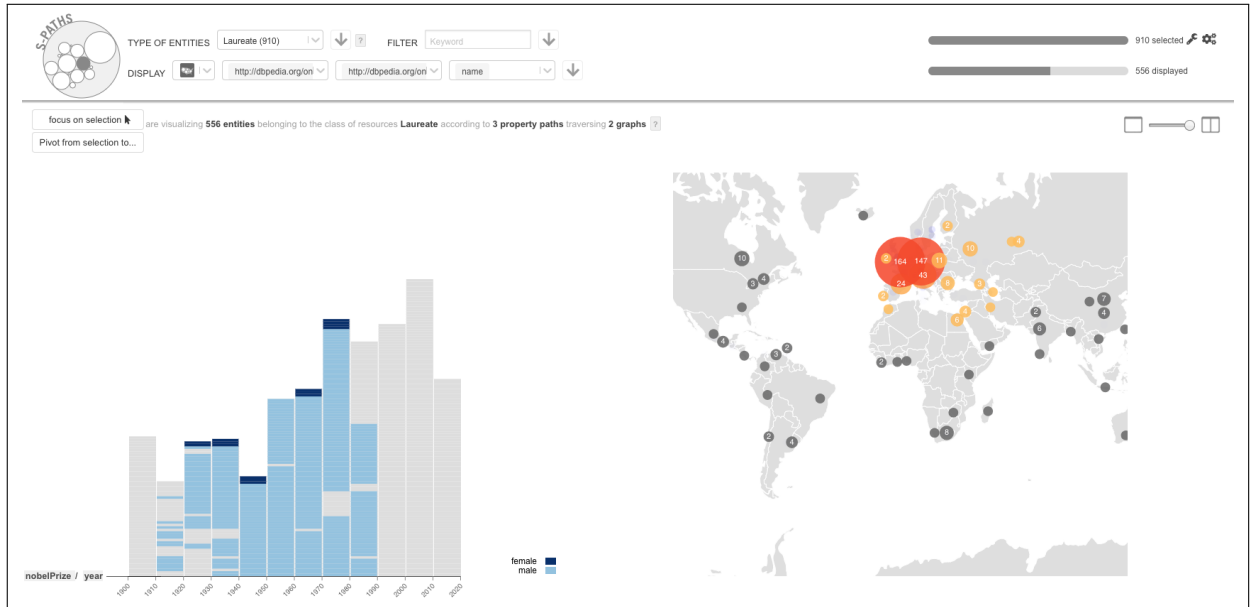 S-PATHS
TYPE OF ENTITIES Laureate (910) ? FILTER Keyword 910 selected
DISPLAY http://dbpedia.org/on http://dbpedia.org/on name 556 displayed
focus on selection are visualizing 556 entities belonging to the class of resources Laureate according to 3 property paths traversing 2 graphs ?
Pivot from selection to...
2
4
10
10
2 164 147 11
43
24
4
3
8
3
2
7
4
2
6
4
5
4
2
3
2
2
4
8
female
male
nobelPrize / year
1900 1910 1920 1930 1940 1950 1960 1970 1980 1990 2000 2010 2020